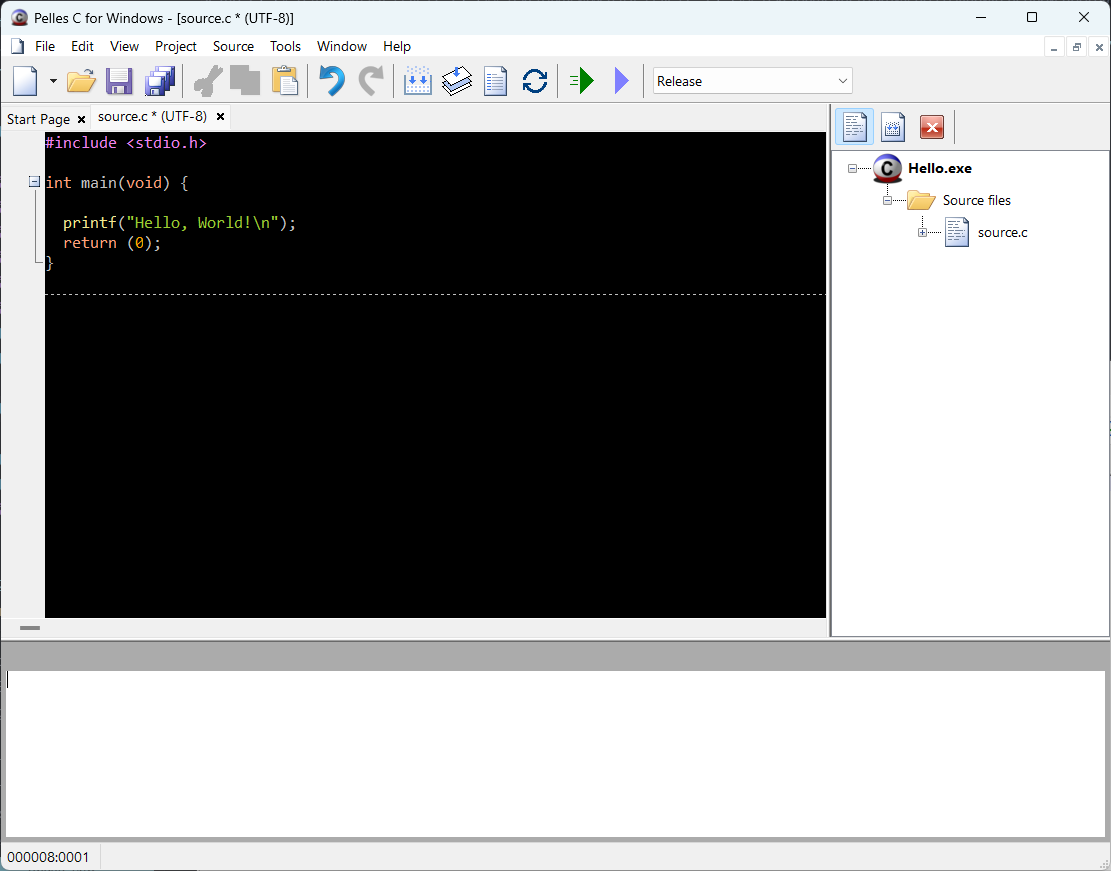 Pelles C for Windows - [source.c * (UTF-8)]
File Edit View Project Source Tools Window Help
Release
Start Page source.c * (UTF-8)
#include <stdio.h>
int main(void) {
printf("Hello, World!\n");
return (0);
}
Hello.exe
Source files
source.c
000008:0001